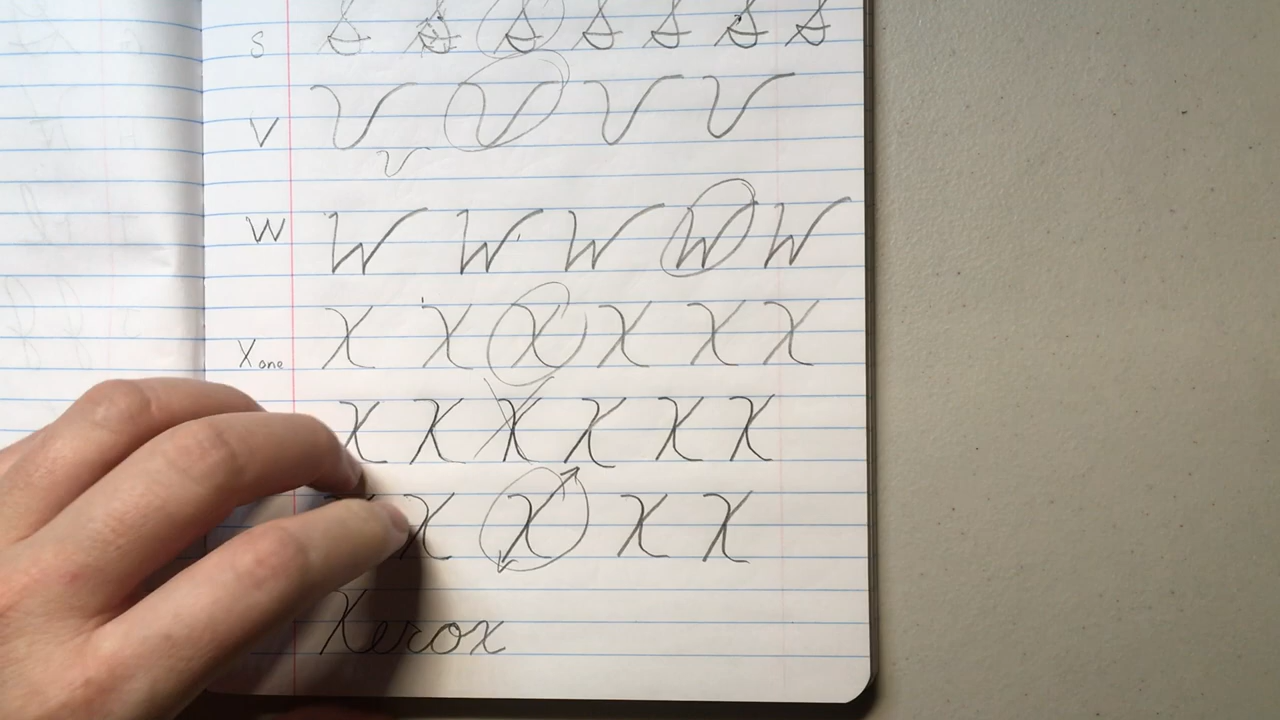 S S S S S S S S
V V V V V
V
W W W W W W
X one X X X X X X
X X X X X X
X X X X X
Xerox